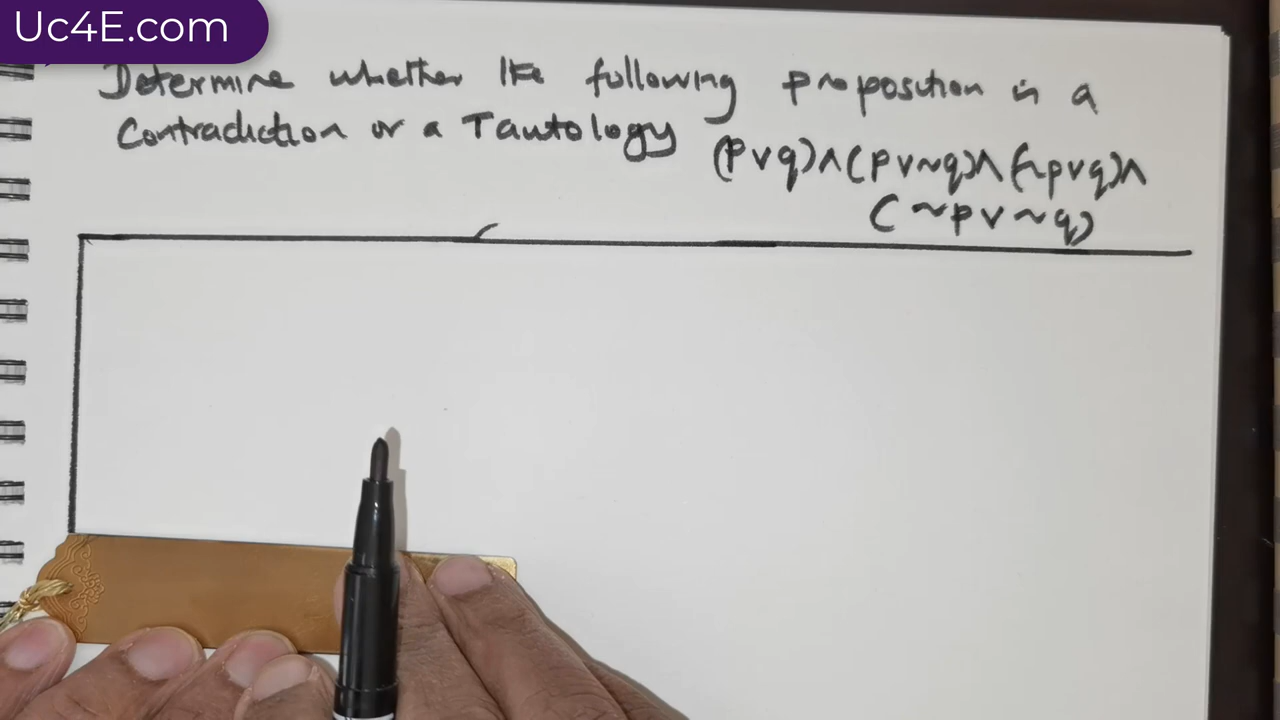 Uc4E.com
Determine whether the following proposition is a
Contradiction or a Tautology (p∨q)∧(p∨~q)∧(~p∨q)∧
(~p∨~q)